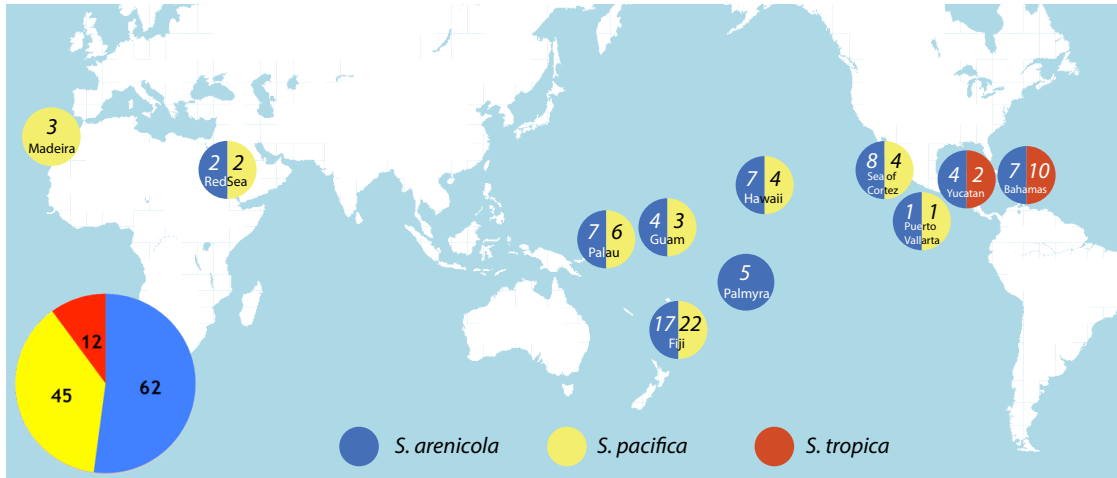 3
Madeira
2 2
RedSea
7 6
Palau
4 3
Guam
7 4
Hawaii
5
Palmyra
17 22
Fiji
8 4
Sea of
Cortez
1 1
Puerto
Vallarta
4 2
Yucatan
7 10
Bahamas
12
45
62
S. arenicola
S. pacifica
S. tropica